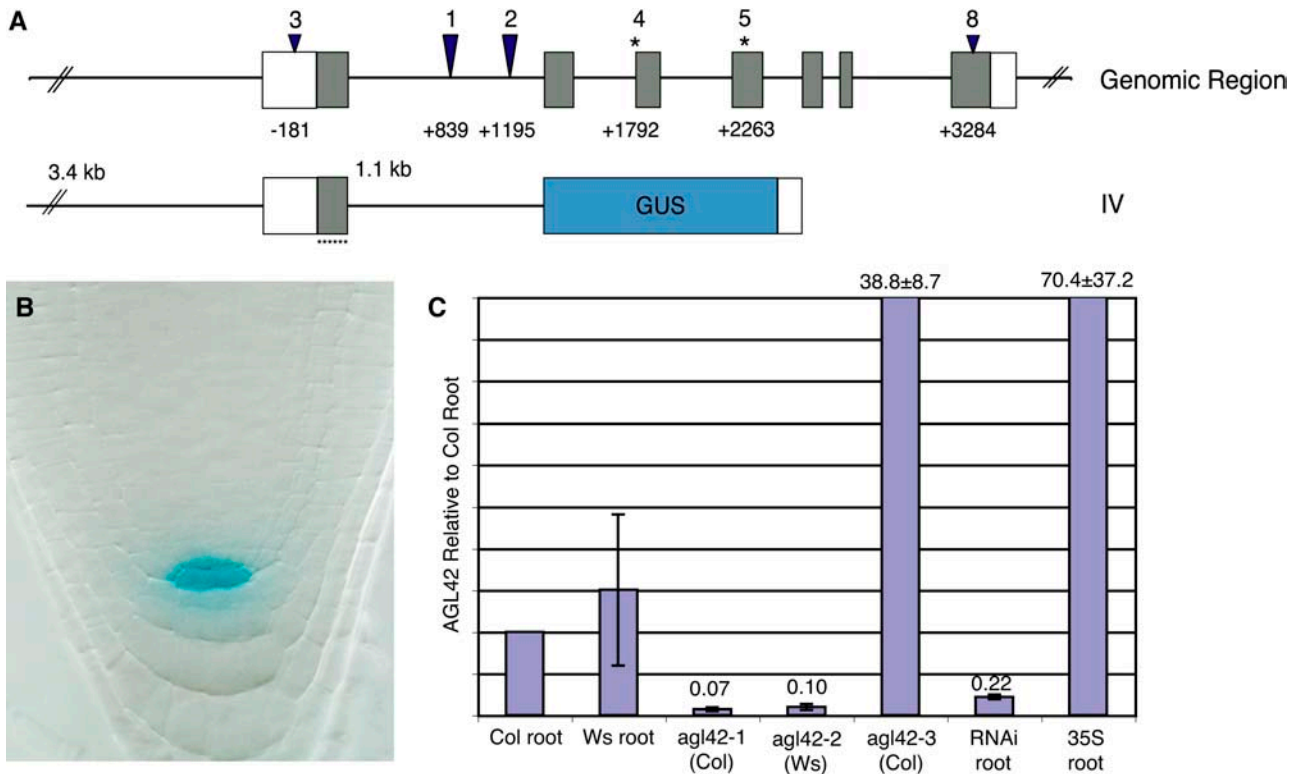 A
3 1 2 4 5 8
* *
Genomic Region
-181 +839 +1195 +1792 +2263 +3284
3.4 kb 1.1 kb
GUS
IV
******
B
C
38.8±8.7 70.4±37.2
AGL42 Relative to Col Root
0.07 0.10 0.22
Col root Ws root agl42-1 agl42-2 agl42-3 RNAi 35S
(Col) (Ws) (Col) root root